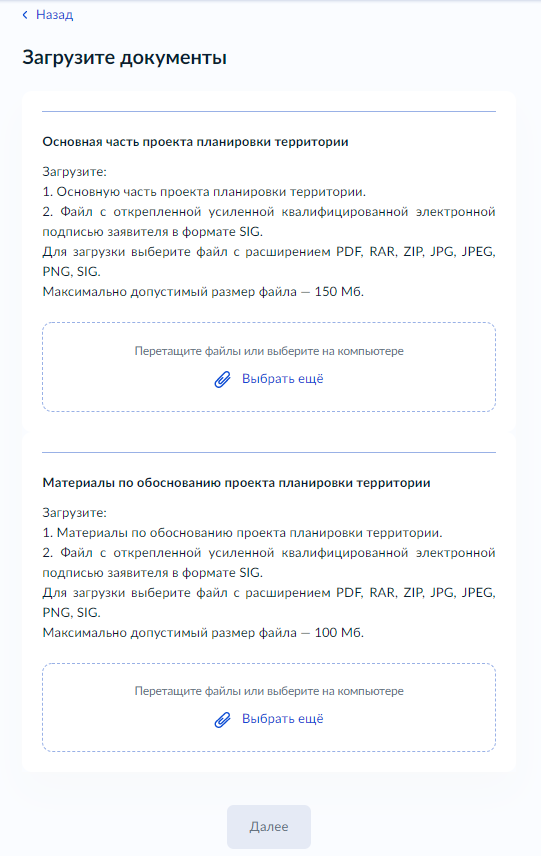 Назад
Загрузите документы
Основная часть проекта планировки территории
Загрузите:
1. Основную часть проекта планировки территории.
2. Файл с открепленной усиленной квалифицированной электронной
подписью заявителя в формате SIG.
Для загрузки выберите файл с расширением PDF, RAR, ZIP, JPG, JPEG,
PNG, SIG.
Максимально допустимый размер файла — 150 Мб.
Перетащите файлы или выберите на компьютере
Выбрать ещё
Материалы по обоснованию проекта планировки территории
Загрузите:
1. Материалы по обоснованию проекта планировки территории.
2. Файл с открепленной усиленной квалифицированной электронной
подписью заявителя в формате SIG.
Для загрузки выберите файл с расширением PDF, RAR, ZIP, JPG, JPEG,
PNG, SIG.
Максимально допустимый размер файла — 100 Мб.
Перетащите файлы или выберите на компьютере
Выбрать ещё
Далее